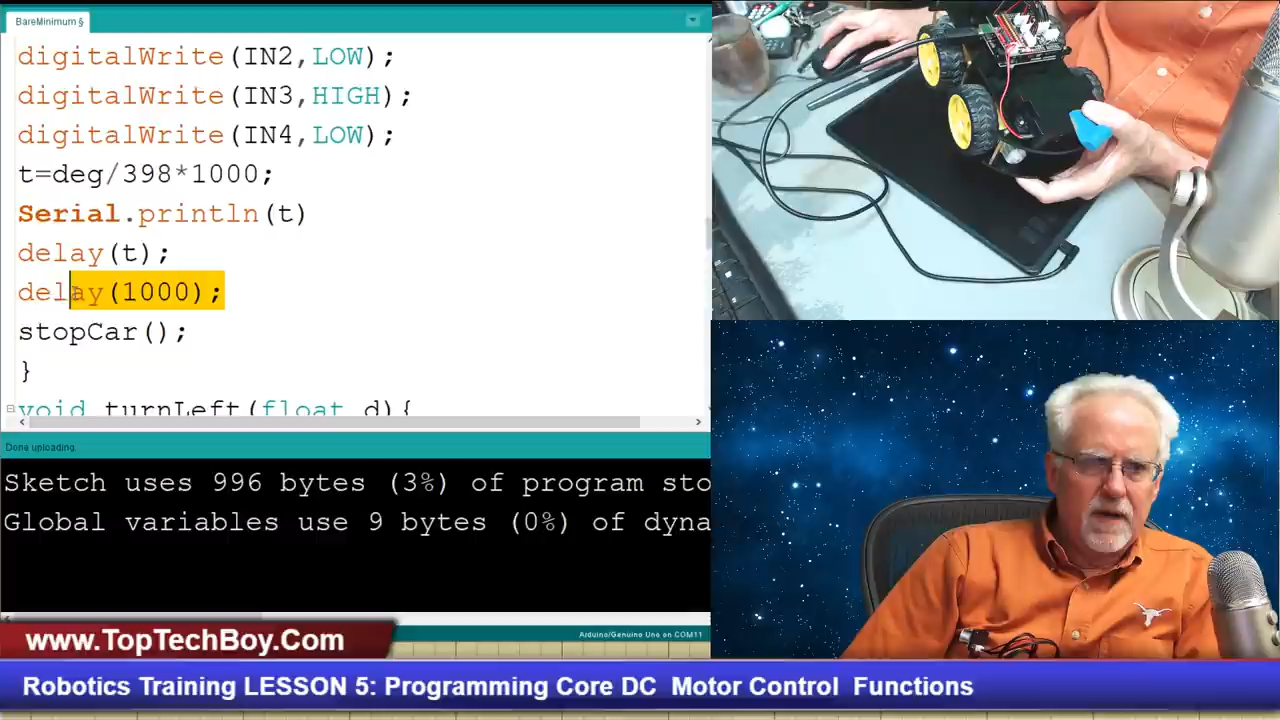 BareMinimum §
digitalWrite(IN2,LOW);
digitalWrite(IN3,HIGH);
digitalWrite(IN4,LOW);
t=deg/398*1000;
Serial.println(t)
delay(t);
delay(1000);
stopCar();
}
void turnLeft(float d){
Done uploading.
Sketch uses 996 bytes (3%) of program sto
Global variables use 9 bytes (0%) of dyna
Arduino/Genuino Uno on COM11
www.TopTechBoy.Com
Robotics Training LESSON 5: Programming Core DC Motor Control Functions